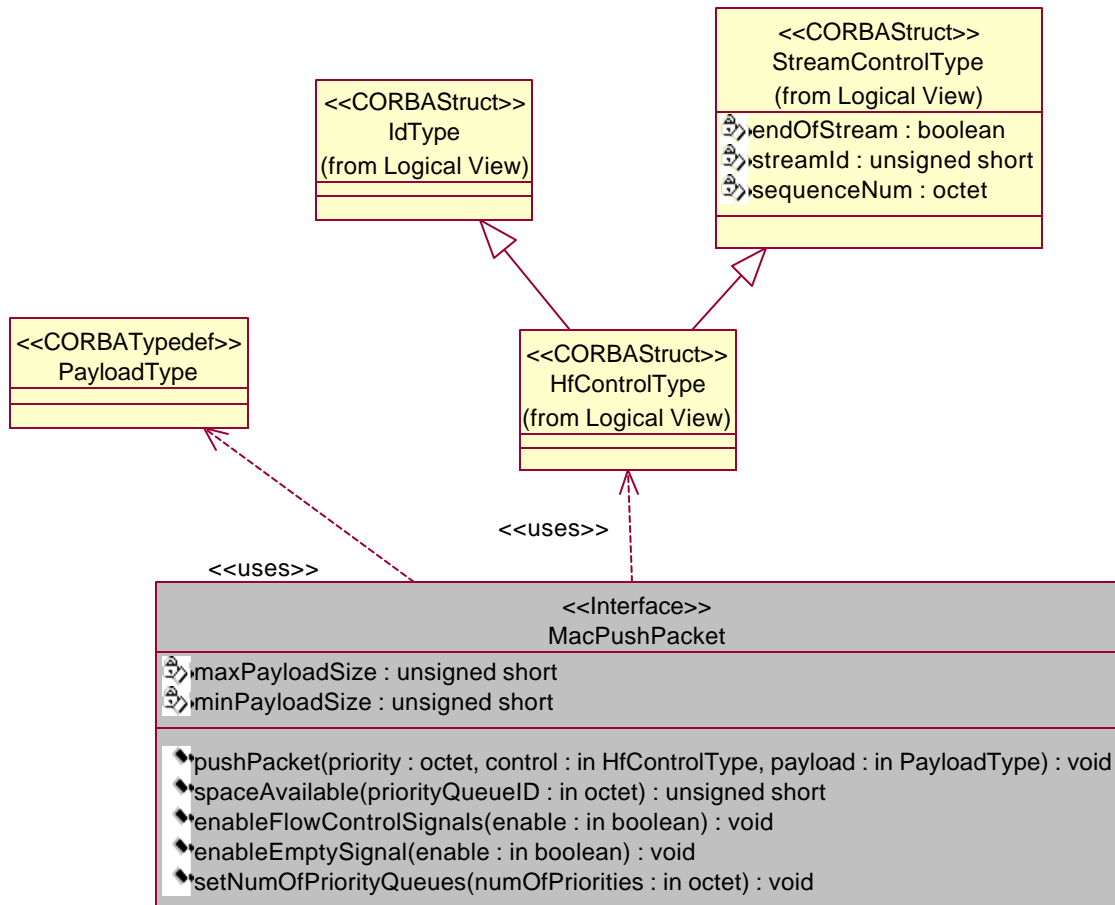 <<CORBAStruct>>
StreamControlType
(from Logical View)
endOfStream : boolean
streamId : unsigned short
sequenceNum : octet
<<CORBAStruct>>
IdType
(from Logical View)
<<CORBATypedef>>
PayloadType
<<CORBAStruct>>
HfControlType
(from Logical View)
<<uses>>
<<uses>>
<<Interface>>
MacPushPacket
maxPayloadSize : unsigned short
minPayloadSize : unsigned short
pushPacket(priority : octet, control : in HfControlType, payload : in PayloadType) : void
spaceAvailable(priorityQueueID : in octet) : unsigned short
enableFlowControlSignals(enable : in boolean) : void
enableEmptySignal(enable : in boolean) : void
setNumOfPriorityQueues(numOfPriorities : in octet) : void